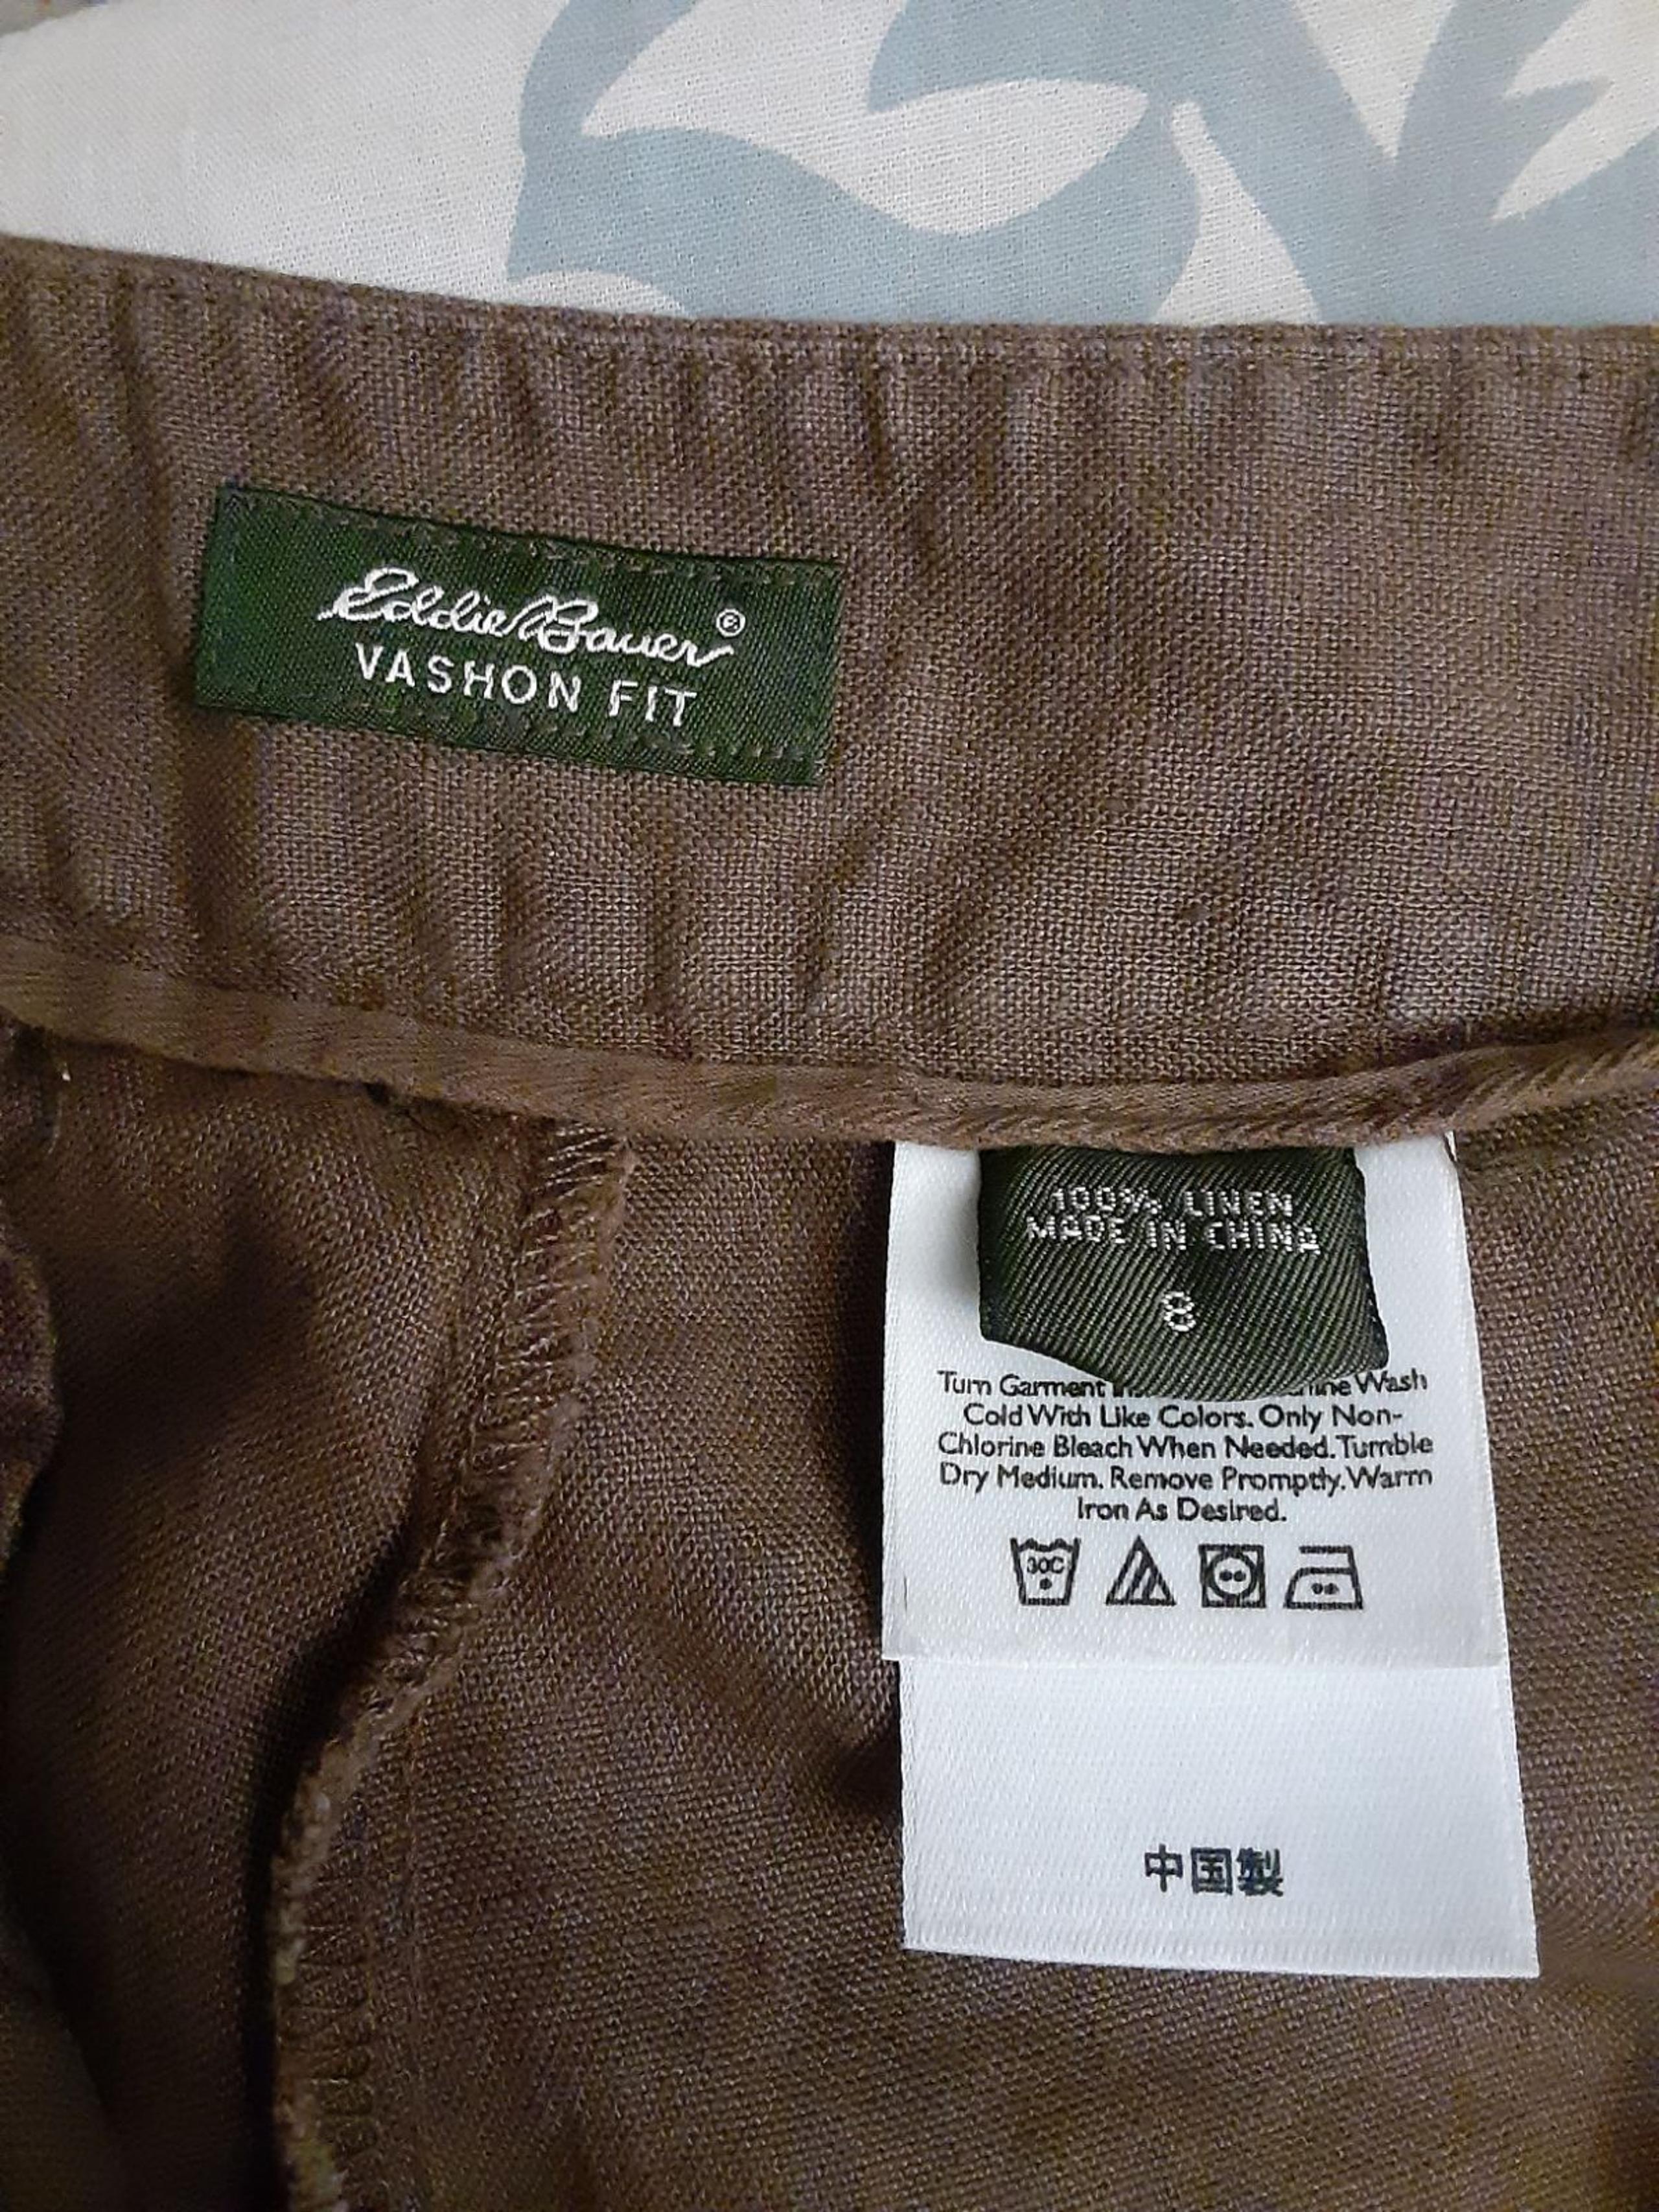 Eddie Bauer®
VASHON FIT
100% LINEN
MADE IN CHINA
8
Turn Garment Wash
Cold With Like Colors. Only Non-
Chlorine Bleach When Needed. Tumble
Dry Medium. Remove Promptly. Warm
Iron As Desired.
30C
中国製